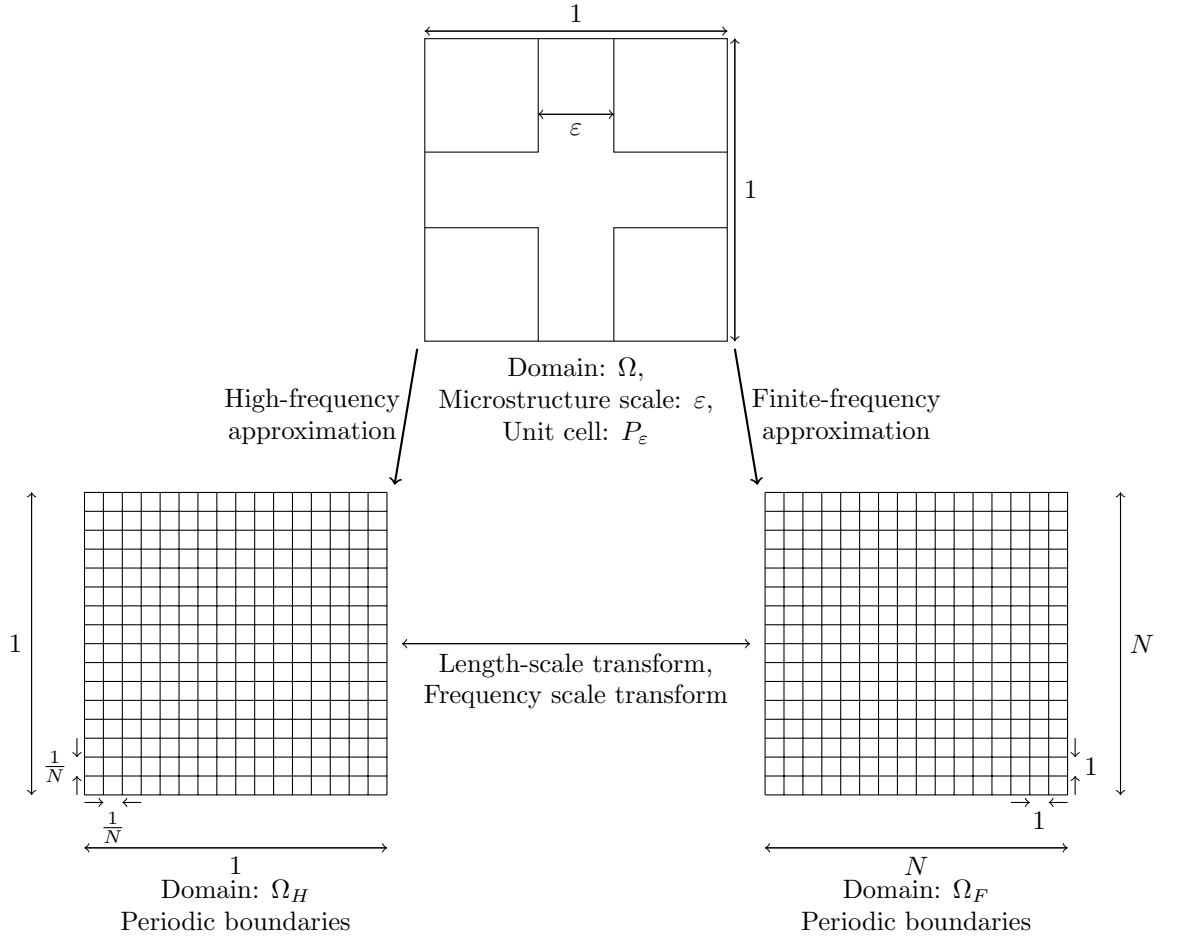 1
ε
1
Domain: Ω,
Microstructure scale: ε,
Unit cell: P_ε
High-frequency
approximation
Finite-frequency
approximation
1
Length-scale transform,
Frequency scale transform
N
1/N
1/N
1
1
1
N
Domain: Ω_H
Periodic boundaries
Domain: Ω_F
Periodic boundaries